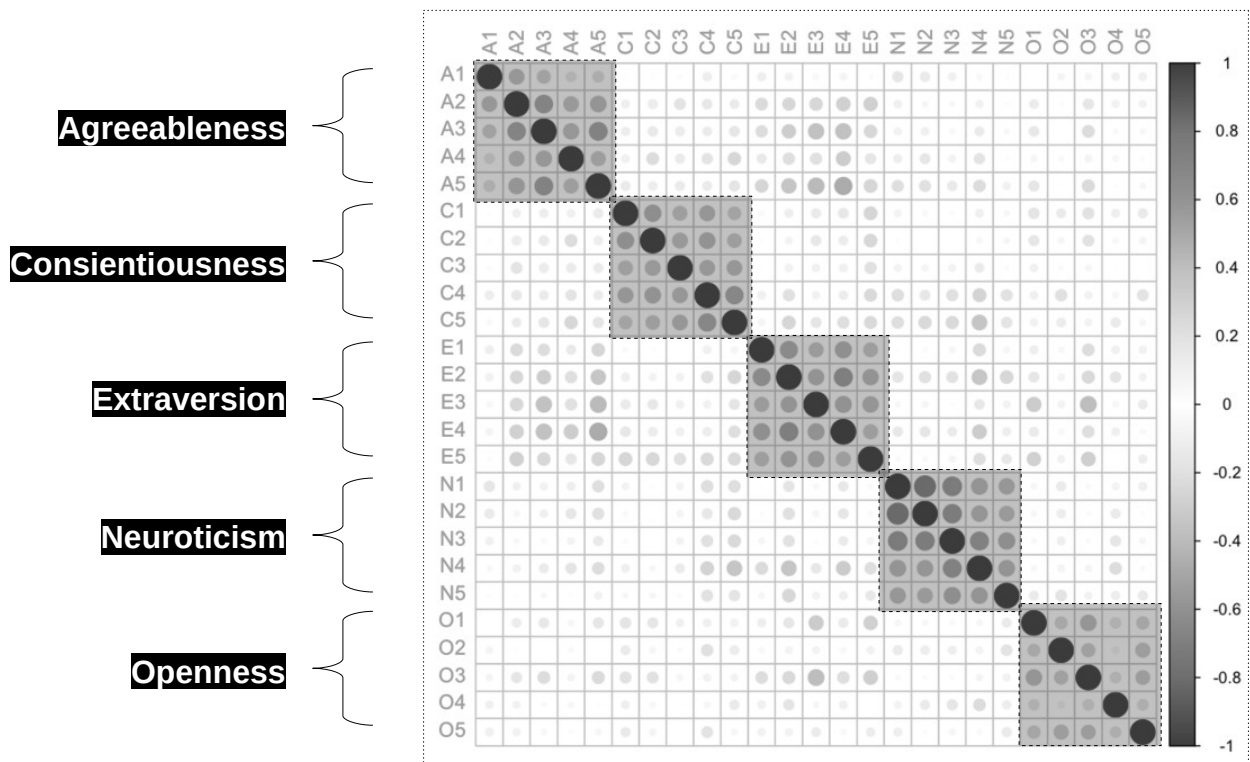 A1 A2 A3 A4 A5 C1 C2 C3 C4 C5 E1 E2 E3 E4 E5 N1 N2 N3 N4 N5 O1 O2 O3 O4 O5
A1
A2
A3
A4
A5
C1
C2
C3
C4
C5
E1
E2
E3
E4
E5
N1
N2
N3
N4
N5
O1
O2
O3
O4
O5
Agreeableness
Consientiousness
Extraversion
Neuroticism
Openness
1
0.8
0.6
0.4
0.2
0
-0.2
-0.4
-0.6
-0.8
-1